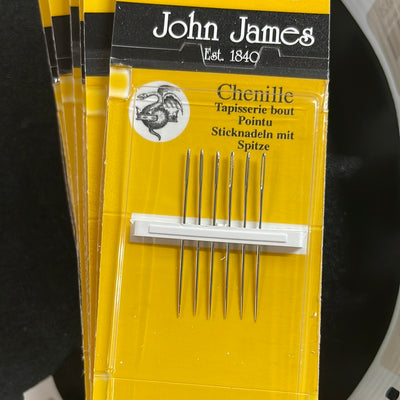 John James
Est. 1840
Chenille
Tapisserie bout
Pointu
Sticknadeln mit
Spitze